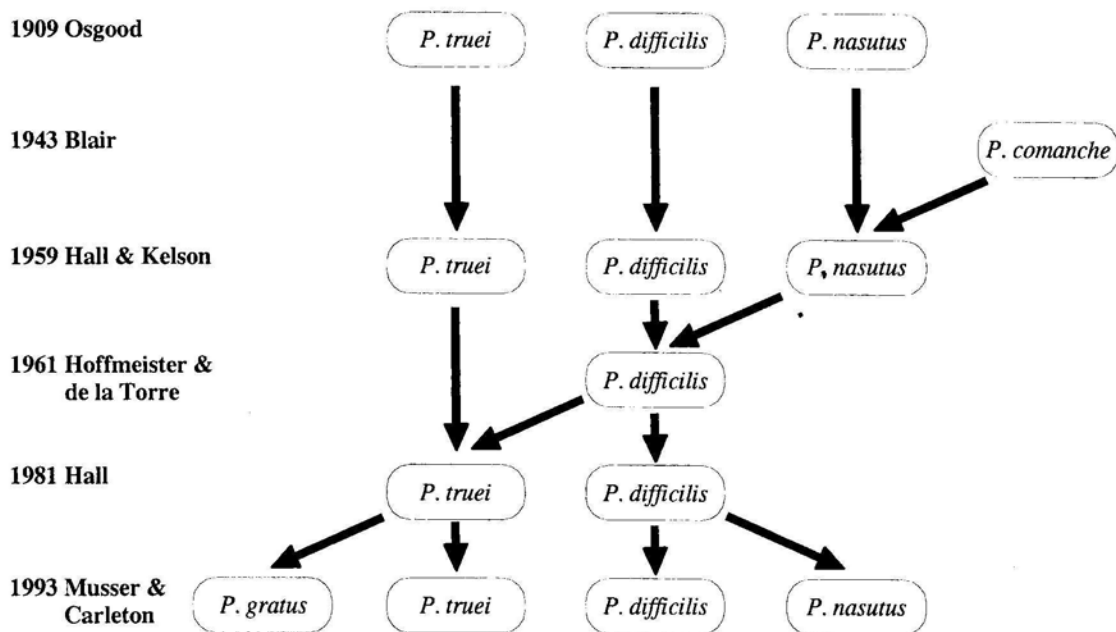 1909 Osgood
P. truei
P. difficilis
P. nasutus
1943 Blair
P. comanche
1959 Hall & Kelson
P. truei
P. difficilis
P. nasutus
1961 Hoffmeister &
de la Torre
P. difficilis
1981 Hall
P. truei
P. difficilis
1993 Musser &
Carleton
P. gratus
P. truei
P. difficilis
P. nasutus